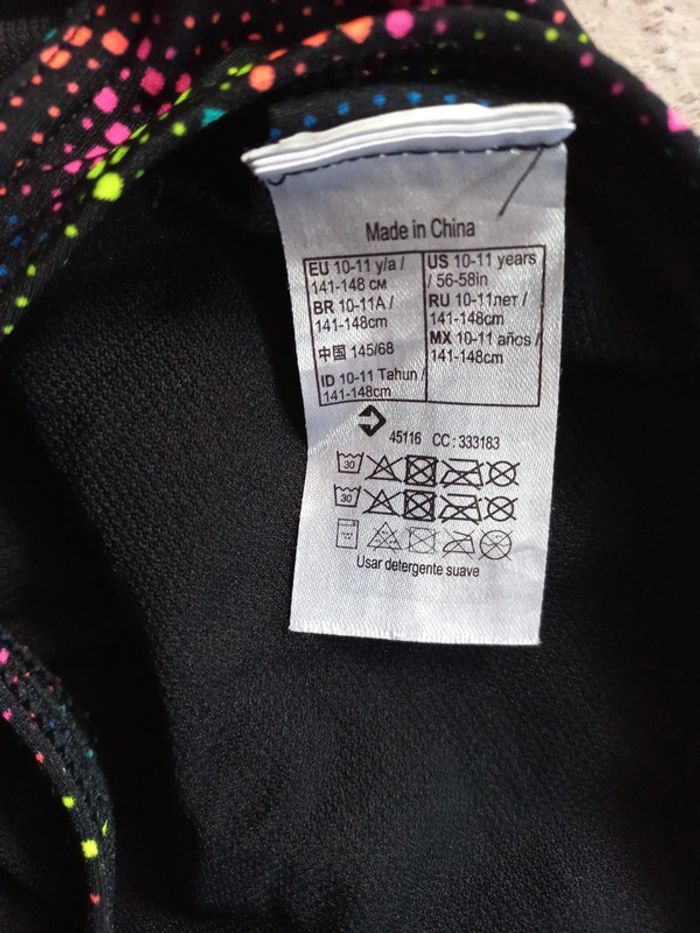 Made in China
EU 10-11 y/a /
141-148 см
BR 10-11A /
141-148cm
中国 145/68
ID 10-11 Tahun /
141-148cm
US 10-11 years
/ 56-58in
RU 10-11лет /
141-148cm
MX 10-11 años /
141-148cm
45116 CC : 333183
30
30
Usar detergente suave